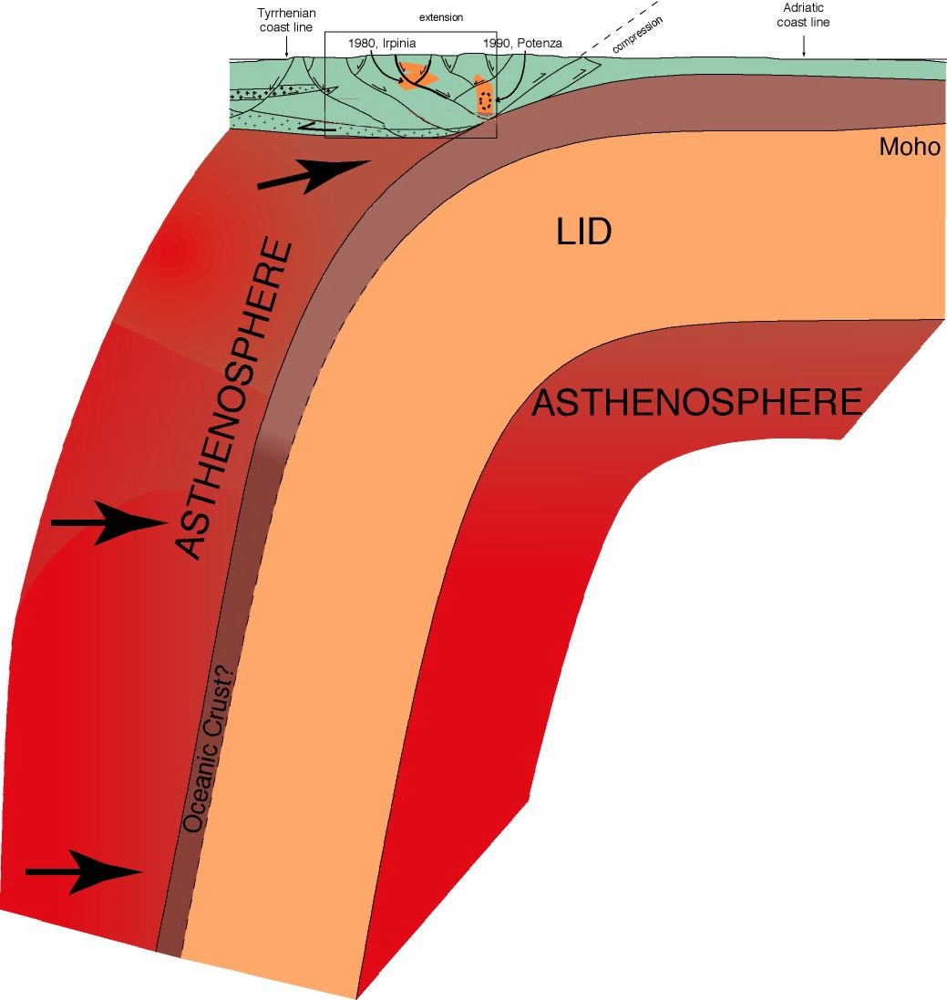 Tyrrhenian
coast line
extension
Adriatic
coast line
1980, Irpinia
1990, Potenza
compression
Moho
LID
ASTHENOSPHERE
ASTHENOSPHERE
Oceanic Crust?